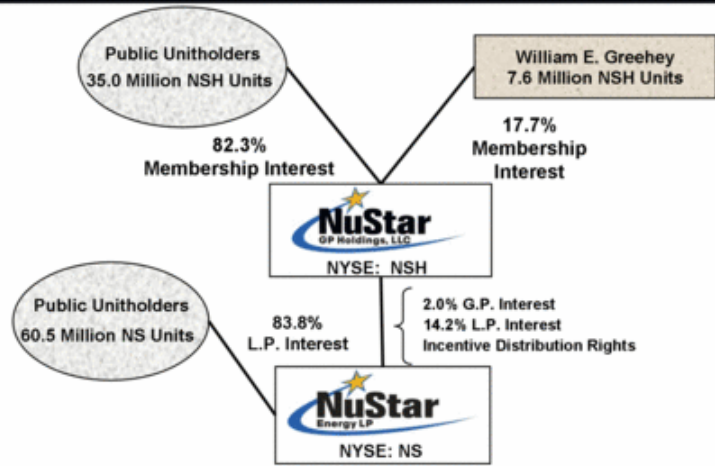 Public Unitholders
35.0 Million NSH Units
William E. Greehey
7.6 Million NSH Units
82.3%
Membership Interest
17.7%
Membership
Interest
NuStar
GP Holdings, LLC
NYSE: NSH
Public Unitholders
60.5 Million NS Units
83.8%
L.P. Interest
2.0% G.P. Interest
14.2% L.P. Interest
Incentive Distribution Rights
NuStar
Energy LP
NYSE: NS